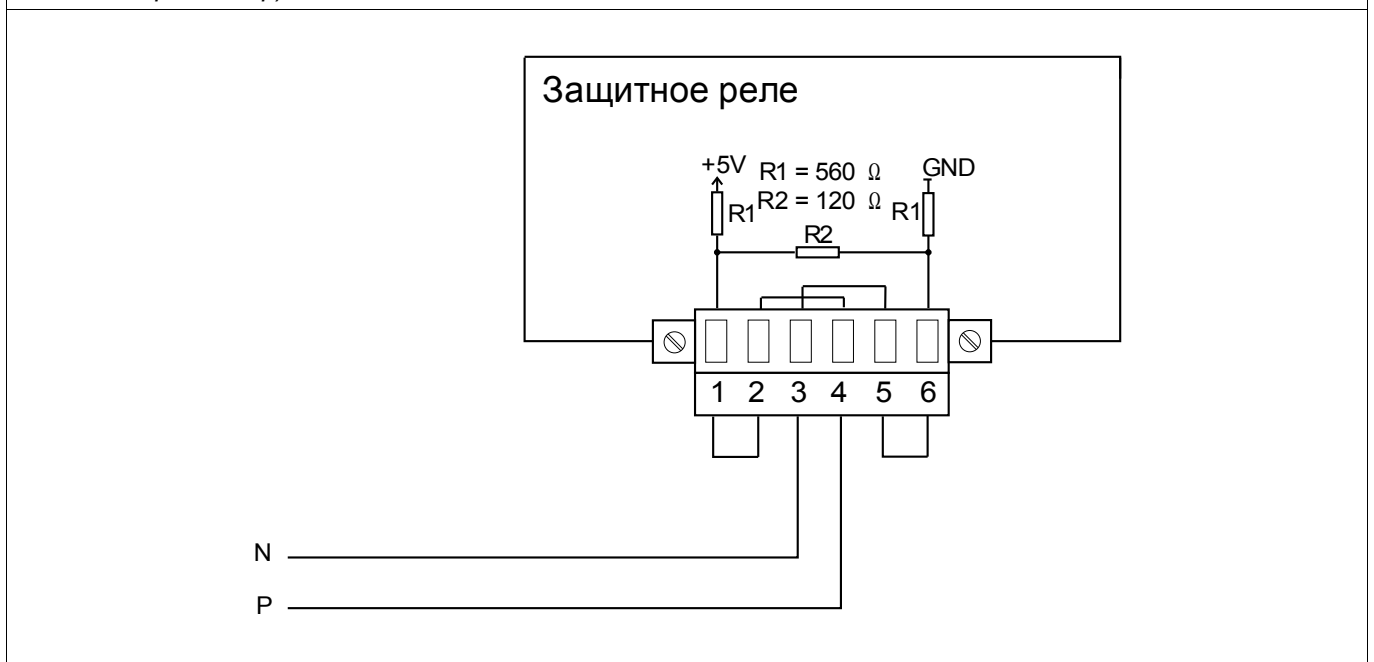 Защитное реле
+5V
R1 = 560 Ω
GND
R1
R2 = 120 Ω
R1
R2
1 2 3 4 5 6
N
P